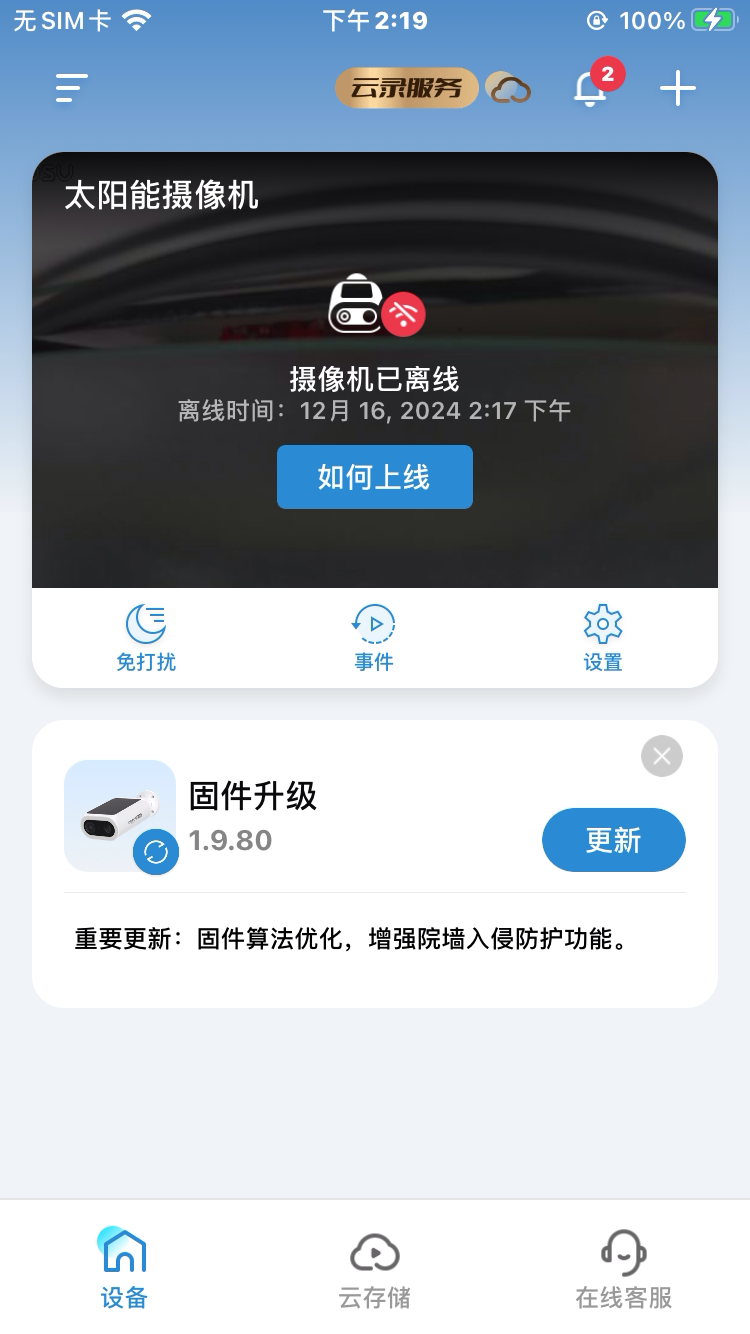 无SIM卡 下午2:19 100%
云录服务 2
太阳能摄像机
摄像机已离线
离线时间：12月 16, 2024 2:17 下午
如何上线
免打扰 事件 设置
固件升级
1.9.80
更新
重要更新：固件算法优化，增强院墙入侵防护功能。
设备 云存储 在线客服